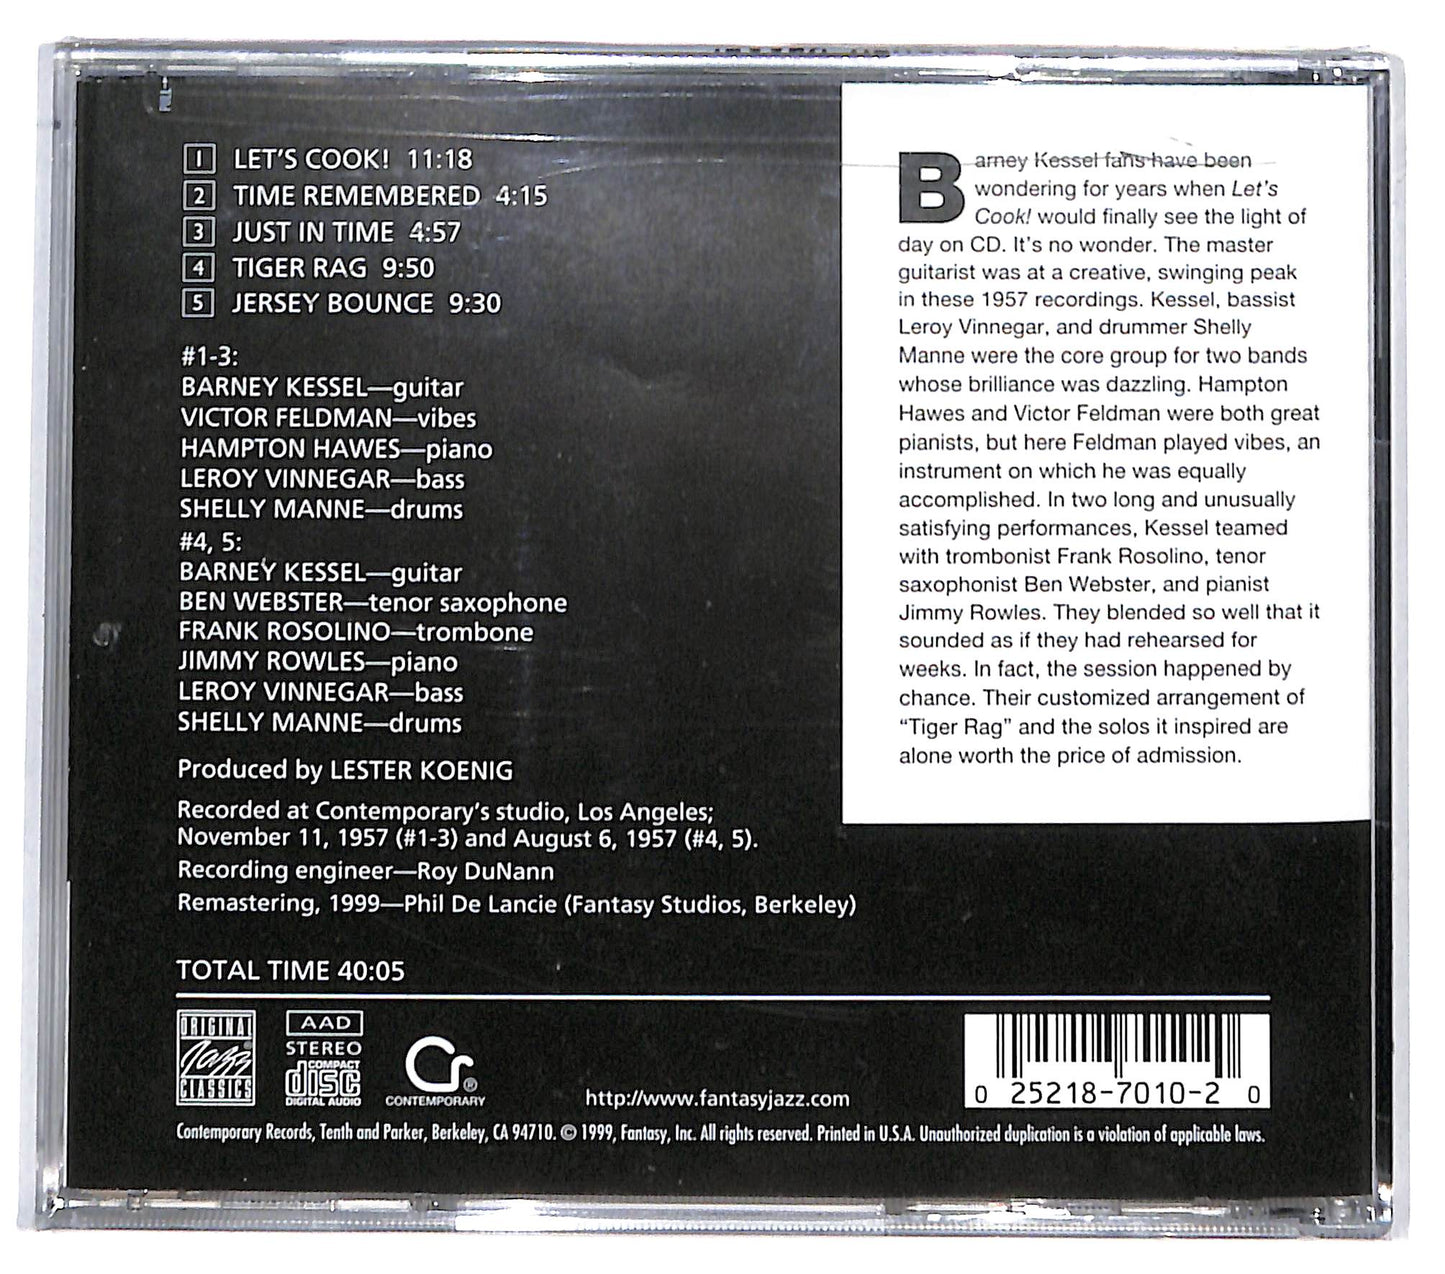 1 LET'S COOK! 11:18
2 TIME REMEMBERED 4:15
3 JUST IN TIME 4:57
4 TIGER RAG 9:50
5 JERSEY BOUNCE 9:30
#1-3:
BARNEY KESSEL—guitar
VICTOR FELDMAN—vibes
HAMPTON HAWES—piano
LEROY VINNEGAR—bass
SHELLY MANNE—drums
#4, 5:
BARNEY KESSEL—guitar
BEN WEBSTER—tenor saxophone
FRANK ROSOLINO—trombone
JIMMY ROWLES—piano
LEROY VINNEGAR—bass
SHELLY MANNE—drums
Produced by LESTER KOENIG
Recorded at Contemporary's studio, Los Angeles;
November 11, 1957 (#1-3) and August 6, 1957 (#4, 5).
Recording engineer—Roy DuNann
Remastering, 1999—Phil De Lancie (Fantasy Studios, Berkeley)
TOTAL TIME 40:05
Barney Kessel fans have been
wondering for years when Let's
Cook! would finally see the light of
day on CD. It's no wonder. The master
guitarist was at a creative, swinging peak
in these 1957 recordings. Kessel, bassist
Leroy Vinnegar, and drummer Shelly
Manne were the core group for two bands
whose brilliance was dazzling. Hampton
Hawes and Victor Feldman were both great
pianists, but here Feldman played vibes, an
instrument on which he was equally
accomplished. In two long and unusually
satisfying performances, Kessel teamed
with trombonist Frank Rosolino, tenor
saxophonist Ben Webster, and pianist
Jimmy Rowles. They blended so well that it
sounded as if they had rehearsed for
weeks. In fact, the session happened by
chance. Their customized arrangement of
“Tiger Rag” and the solos it inspired are
alone worth the price of admission.
ORIGINAL
Jazz
CLASSICS
AAD
STEREO
COMPACT
disc
DIGITAL AUDIO
Cr®
CONTEMPORARY
http://www.fantasyjazz.com
0 25218-7010-2 0
Contemporary Records, Tenth and Parker, Berkeley, CA 94710. © 1999, Fantasy, Inc. All rights reserved. Printed in U.S.A. Unauthorized duplication is a violation of applicable laws.